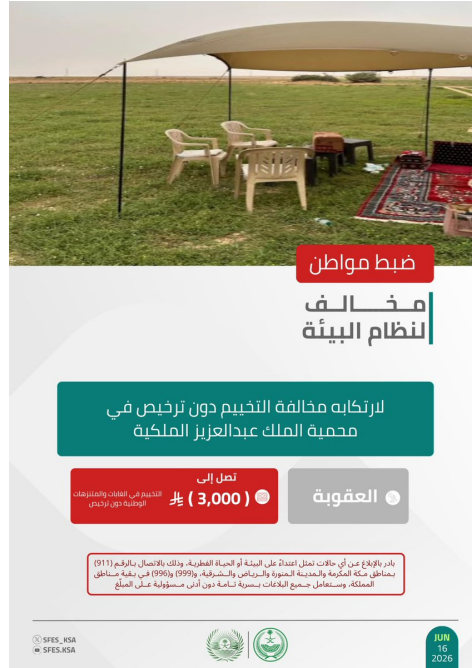 ضبط مواطن
مخالف
لنظام البيئة
لارتكابه مخالفة التخييم دون ترخيص في
محمية الملك عبدالعزيز الملكية
العقوبة
تصل إلى
( 3,000 )
التخييم في الغابات والمتنزهات
الوطنية دون ترخيص
بادر بالإبلاغ عن أي حالات تمثل اعتداءً على البيئة أو الحياة الفطرية، وذلك بالاتصال بالرقم (911)
بمناطق مكة المكرمة والمدينة المنورة والرياض والشرقية، و(999) و(996) في بقية مناطق
المملكة، وستعامل جميع البلاغات بسرية تامة دون أدنى مسؤولية على المبلّغ
SFES_KSA
SFES.KSA
JUN
16
2026